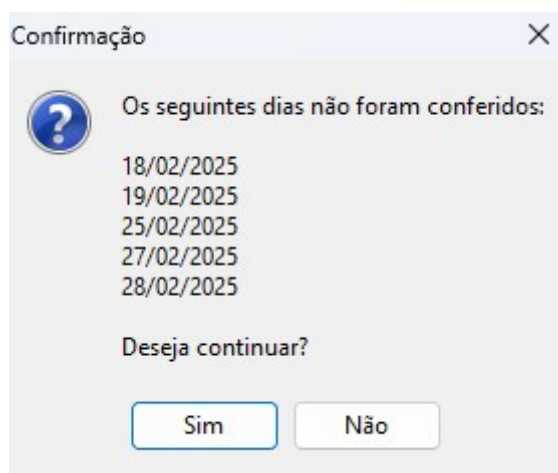 Confirmação
Os seguintes dias não foram conferidos:
18/02/2025
19/02/2025
25/02/2025
27/02/2025
28/02/2025
Deseja continuar?
Sim
Não